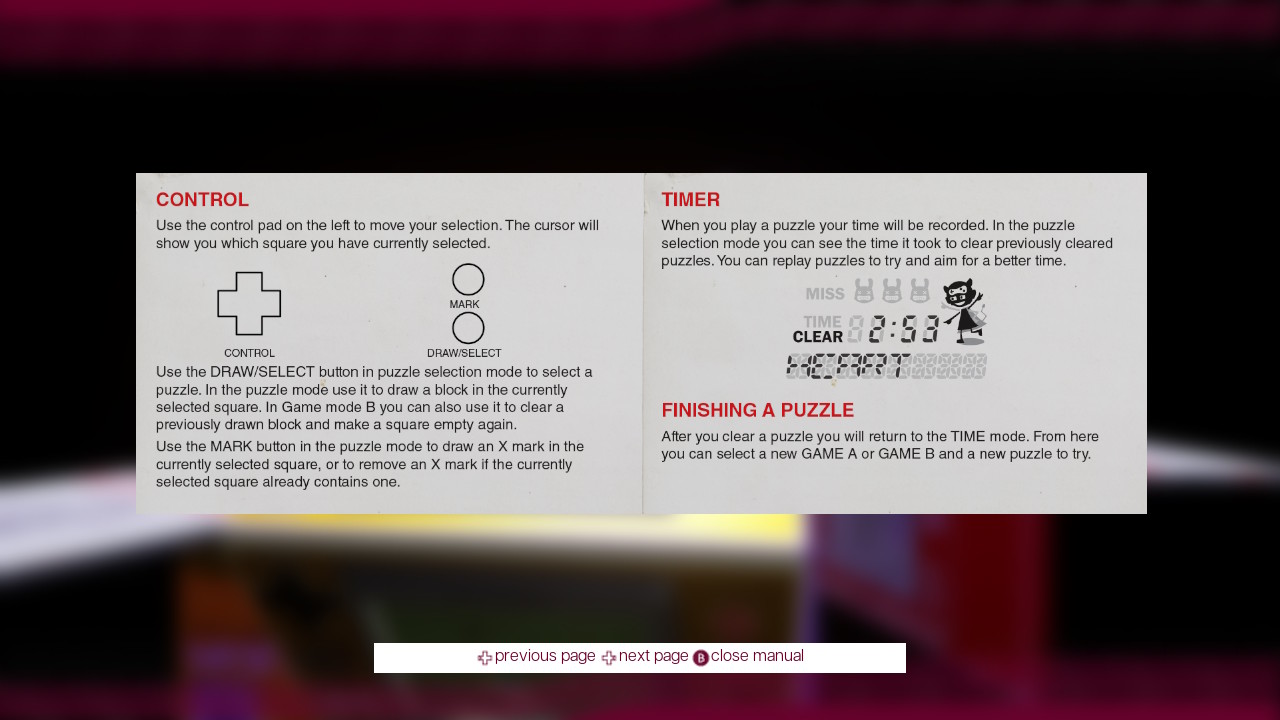 CONTROL
Use the control pad on the left to move your selection. The cursor will
show you which square you have currently selected.
MARK
CONTROL
DRAW/SELECT
Use the DRAW/SELECT button in puzzle selection mode to select a
puzzle. In the puzzle mode use it to draw a block in the currently
selected square. In Game mode B you can also use it to clear a
previously drawn block and make a square empty again.
Use the MARK button in the puzzle mode to draw an X mark in the
currently selected square, or to remove an X mark if the currently
selected square already contains one.
TIMER
When you play a puzzle your time will be recorded. In the puzzle
selection mode you can see the time it took to clear previously cleared
puzzles. You can replay puzzles to try and aim for a better time.
MISS
TIME
CLEAR 2:53
HEART
FINISHING A PUZZLE
After you clear a puzzle you will return to the TIME mode. From here
you can select a new GAME A or GAME B and a new puzzle to try.
previous page next page B close manual